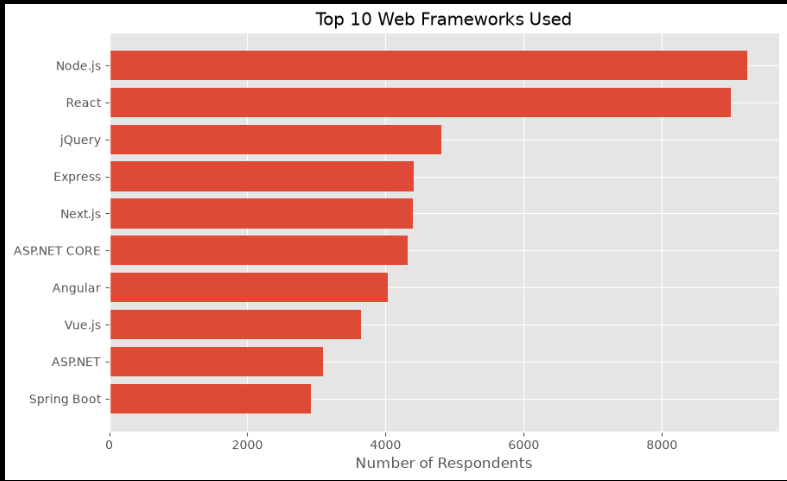 Top 10 Web Frameworks Used
Node.js
React
jQuery
Express
Next.js
ASP.NET CORE
Angular
Vue.js
ASP.NET
Spring Boot
0 2000 4000 6000 8000
Number of Respondents